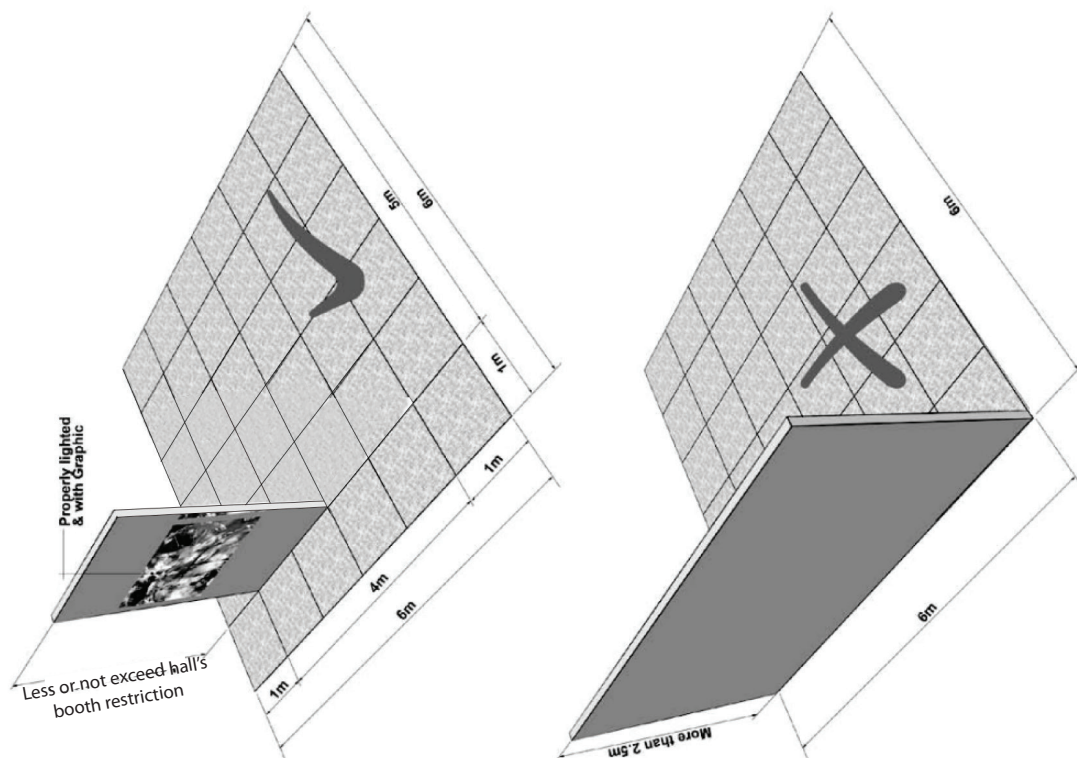 Properly lighted
& with Graphic
Less or not exceed hall's
booth restriction
5m
6m
1m
1m
4m
6m
1m
6m
6m
More than 2.5m